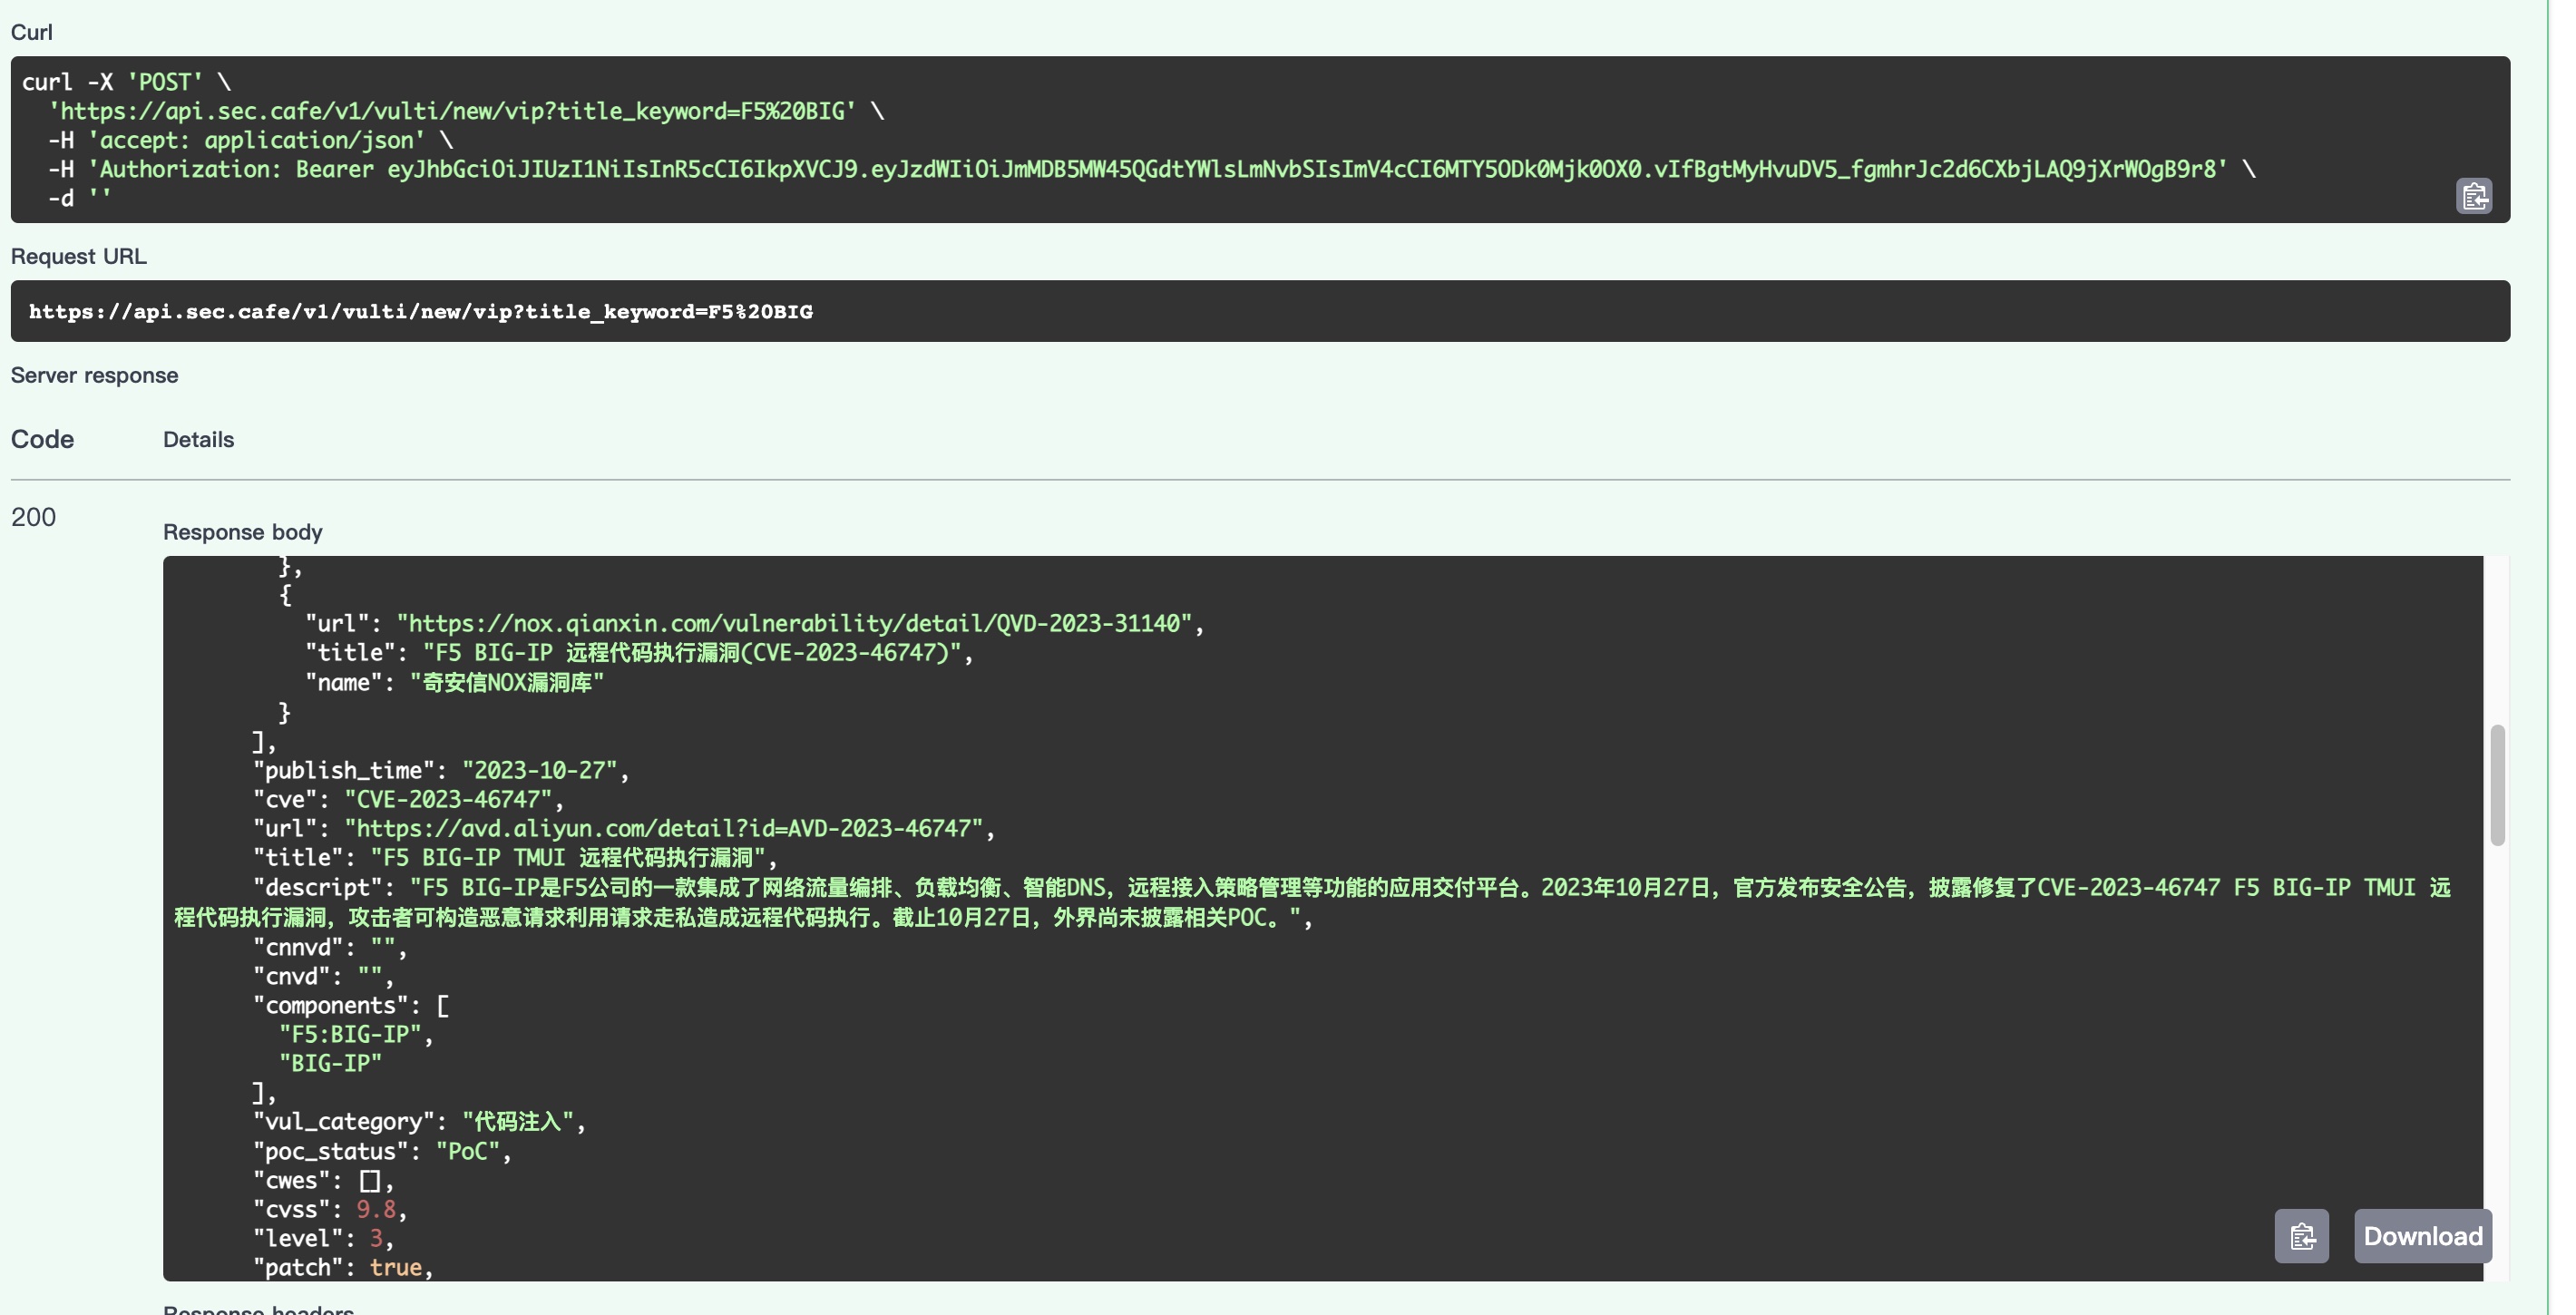 Curl
curl -X 'POST' \
  'https://api.sec.cafe/v1/vulti/new/vip?title_keyword=F5%20BIG' \
  -H 'accept: application/json' \
  -H 'Authorization: Bearer eyJhbGciOiJIUzI1NiIsInR5cCI6IkpXVCJ9.eyJzdWIiOiJmMDB5MW45QGdtYWlsLmNvbSIsImV4cCI6MTY5ODk0Mjk0OX0.vIfBgtMyHvuDV5_fgmhrJc2d6CXbjLAQ9jXrWOgB9r8' \
  -d ''
Request URL
https://api.sec.cafe/v1/vulti/new/vip?title_keyword=F5%20BIG
Server response
Code Details
200
Response body
},
{
"url": "https://nox.qianxin.com/vulnerability/detail/QVD-2023-31140",
"title": "F5 BIG-IP 远程代码执行漏洞(CVE-2023-46747)",
"name": "奇安信NOX漏洞库"
}
],
"publish_time": "2023-10-27",
"cve": "CVE-2023-46747",
"url": "https://avd.aliyun.com/detail?id=AVD-2023-46747",
"title": "F5 BIG-IP TMUI 远程代码执行漏洞",
"descript": "F5 BIG-IP是F5公司的一款集成了网络流量编排、负载均衡、智能DNS，远程接入策略管理等功能的应用交付平台。2023年10月27日，官方发布安全公告，披露修复了CVE-2023-46747 F5 BIG-IP TMUI 远
程代码执行漏洞，攻击者可构造恶意请求利用请求走私造成远程代码执行。截止10月27日，外界尚未披露相关POC。",
"cnnvd": "",
"cnvd": "",
"components": [
"F5:BIG-IP",
"BIG-IP"
],
"vul_category": "代码注入",
"poc_status": "PoC",
"cwes": [],
"cvss": 9.8,
"level": 3,
"patch": true,
Download
Response headers